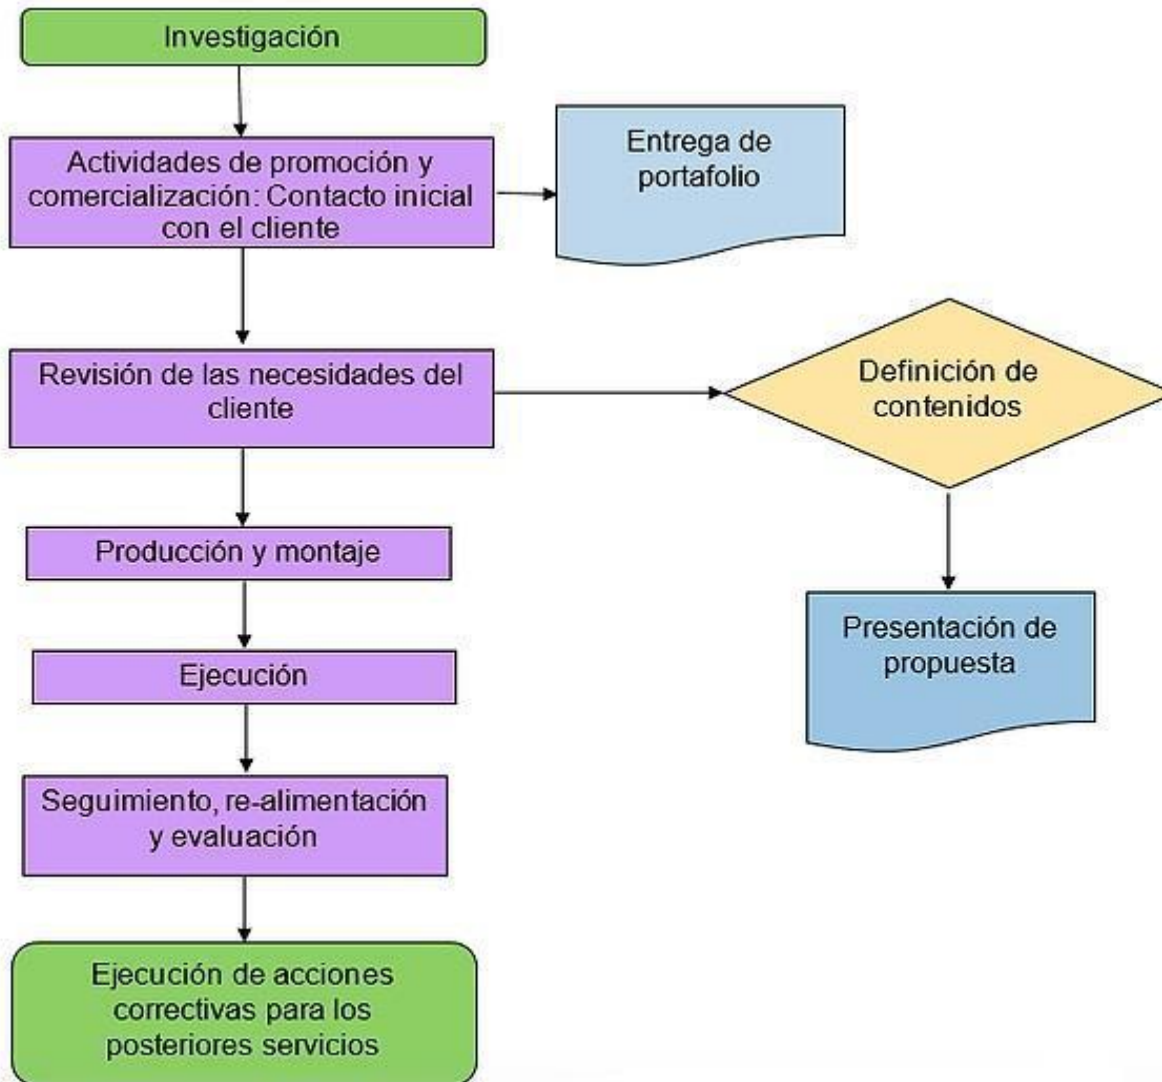 Investigación
Actividades de promoción y
comercialización: Contacto inicial
con el cliente
Entrega de
portafolio
Revisión de las necesidades del
cliente
Definición de
contenidos
Producción y montaje
Presentación de
propuesta
Ejecución
Seguimiento, re-alimentación
y evaluación
Ejecución de acciones
correctivas para los
posteriores servicios